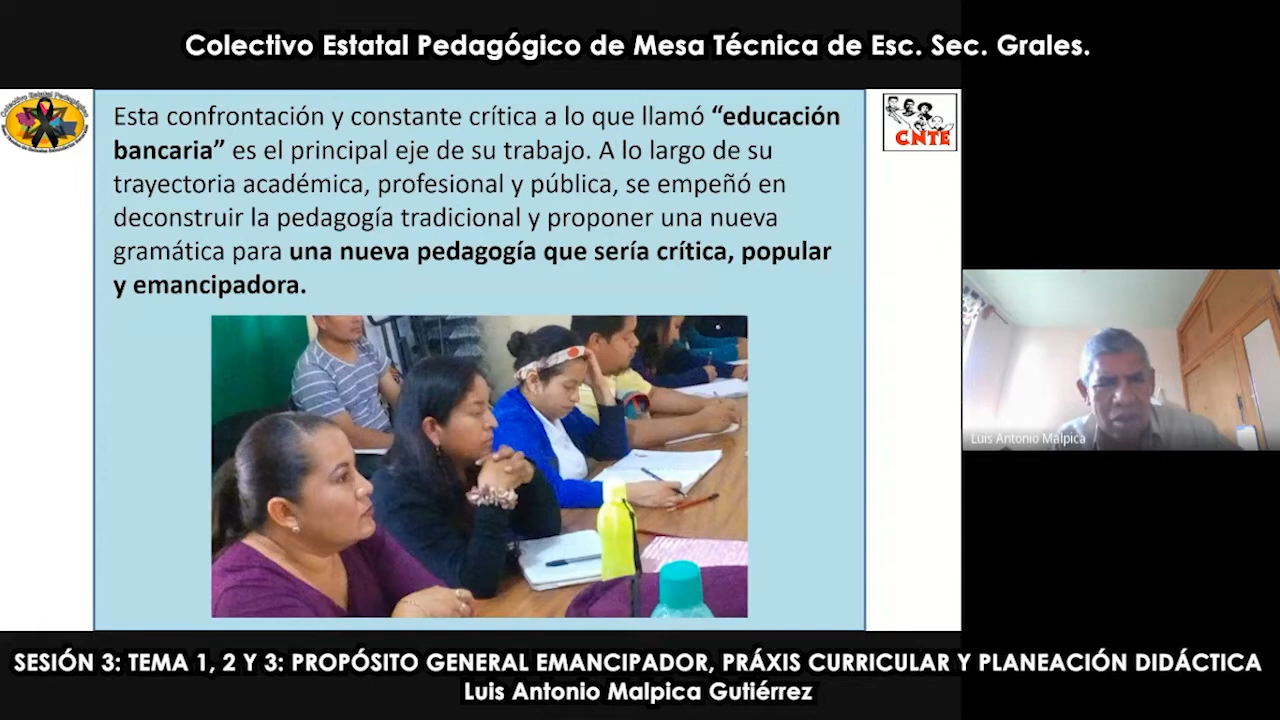 Colectivo Estatal Pedagógico de Mesa Técnica de Esc. Sec. Grales.
CNTE
Esta confrontación y constante crítica a lo que llamó “educación
bancaria” es el principal eje de su trabajo. A lo largo de su
trayectoria académica, profesional y pública, se empeñó en
deconstruir la pedagogía tradicional y proponer una nueva
gramática para una nueva pedagogía que sería crítica, popular
y emancipadora.
Luis Antonio Malpica
SESIÓN 3: TEMA 1, 2 Y 3: PROPÓSITO GENERAL EMANCIPADOR, PRÁXIS CURRICULAR Y PLANEACIÓN DIDÁCTICA
Luis Antonio Malpica Gutiérrez